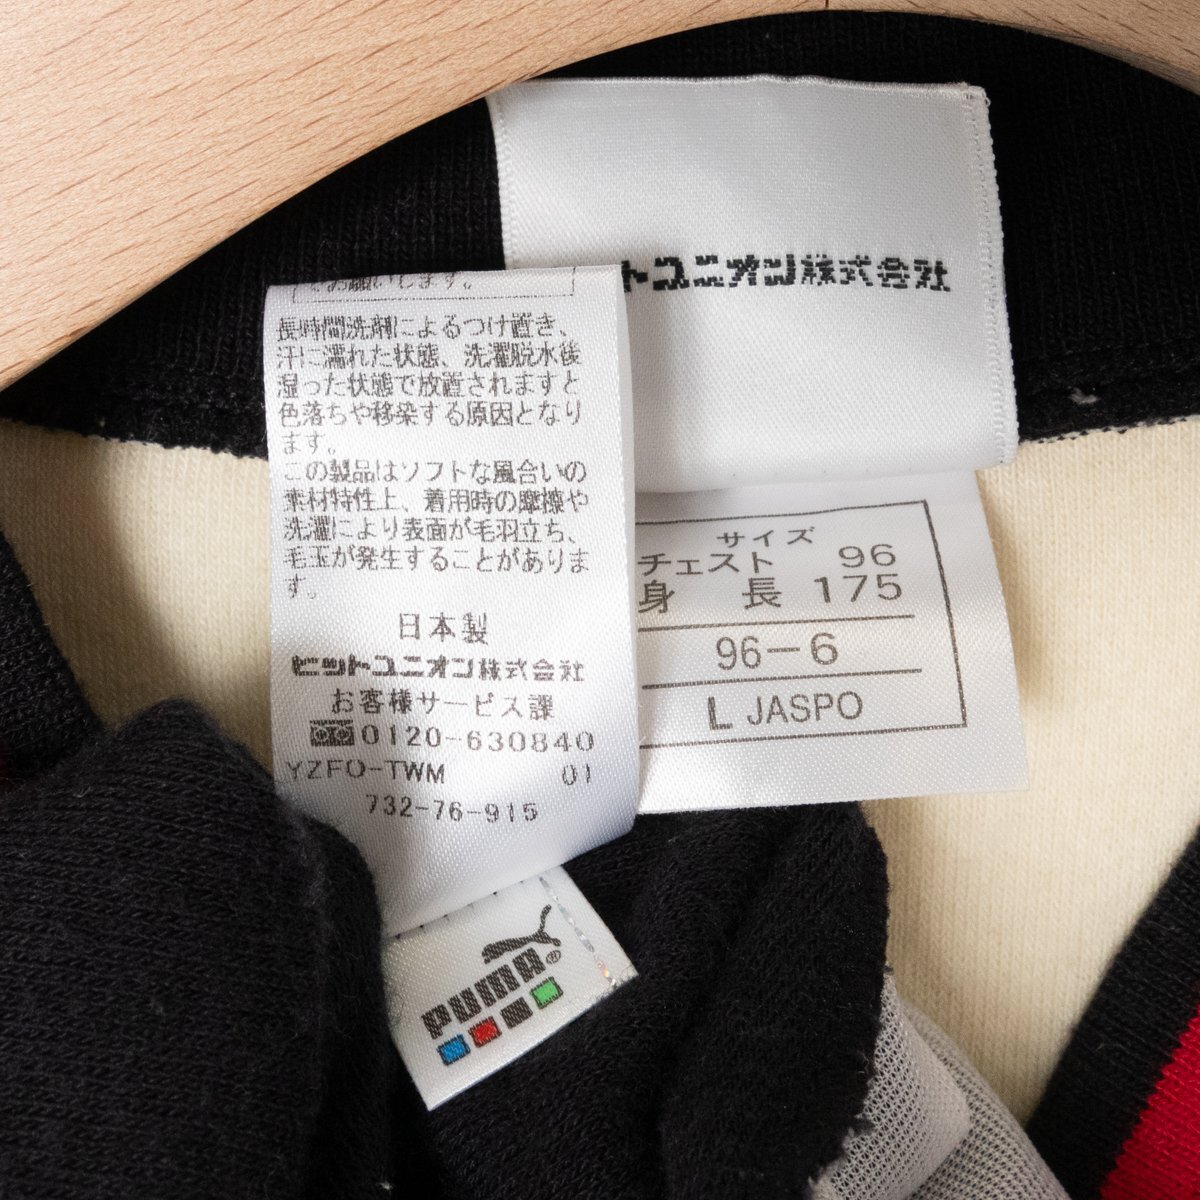 トユニオン株式会社
てお願いします。
長時間洗剤によるつけ置き、
汗に濡れた状態、洗濯脱水後
湿った状態で放置されますと
色落ちや移染する原因となり
ます。
この製品はソフトな風合いの
素材特性上、着用時の摩擦や
洗濯により表面が毛羽立ち、
毛玉が発生することがありま
す。
日本製
ヒットユニオン株式会社
お客様サービス課
0120-630840
YZFO-TWM 01
732-76-915
サイズ
チェスト 96
身 長 175
96-6
L JASPO
PUMA®